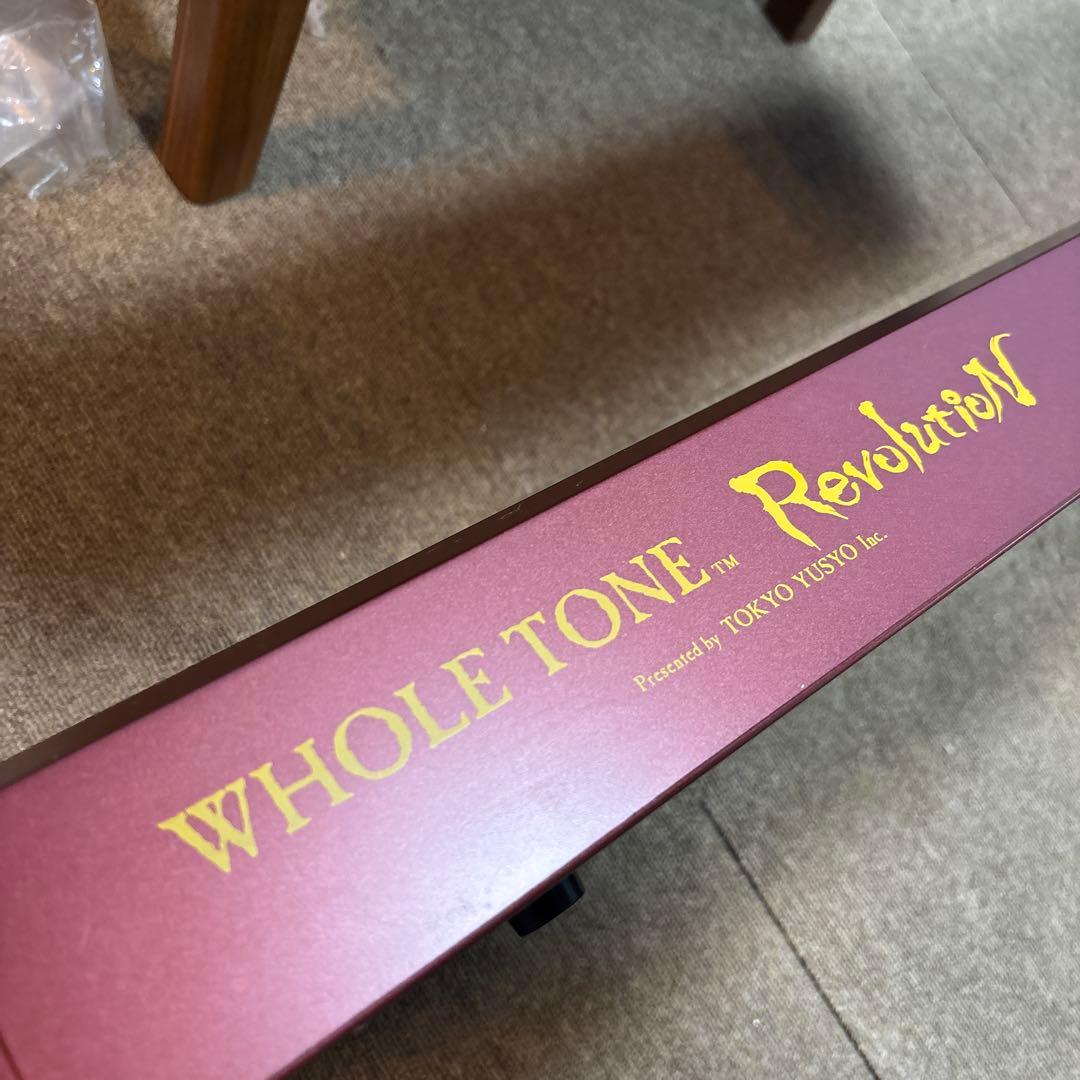 WHOLE TONE™ RevolutioN
Presented by TOKYO YUSYO Inc.